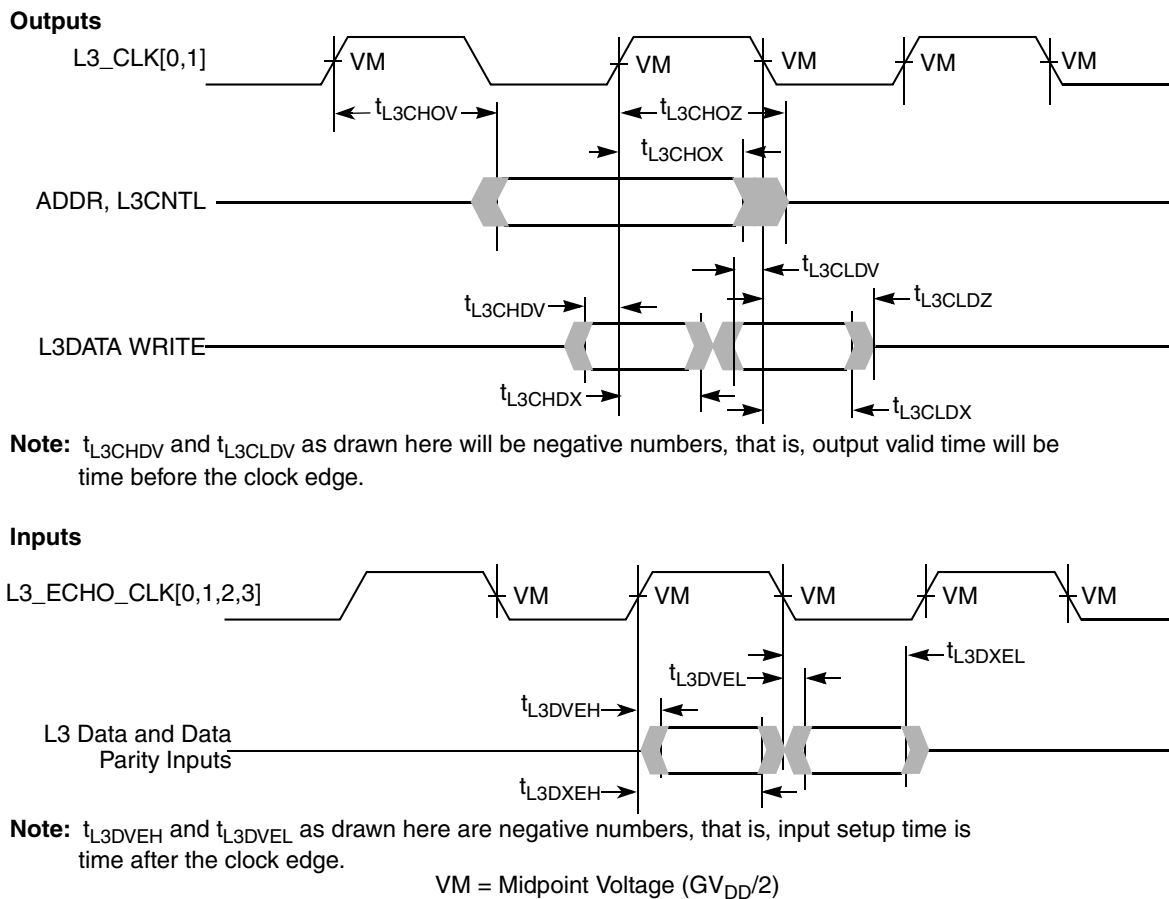 Outputs
L3_CLK[0,1]
VM
VM
VM
VM
VM
tL3CHOV
tL3CHOZ
tL3CHOX
ADDR, L3CNTL
tL3CLDV
tL3CHDV
tL3CLDZ
L3DATA WRITE
tL3CHDX
tL3CLDX
Note: tL3CHDV and tL3CLDV as drawn here will be negative numbers, that is, output valid time will be
time before the clock edge.
Inputs
L3_ECHO_CLK[0,1,2,3]
VM
VM
VM
VM
VM
tL3DXEL
tL3DVEL
tL3DVEH
L3 Data and Data
Parity Inputs
tL3DXEH
Note: tL3DVEH and tL3DVEL as drawn here are negative numbers, that is, input setup time is
time after the clock edge.
VM = Midpoint Voltage (GVDD/2)